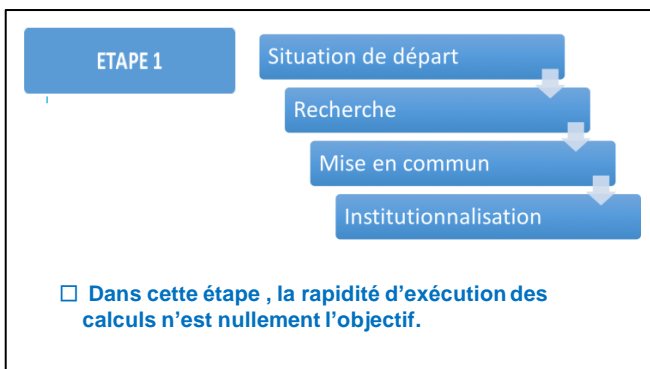 ETAPE 1
Situation de départ
Recherche
Mise en commun
Institutionnalisation
□ Dans cette étape , la rapidité d’exécution des
calculs n’est nullement l’objectif.